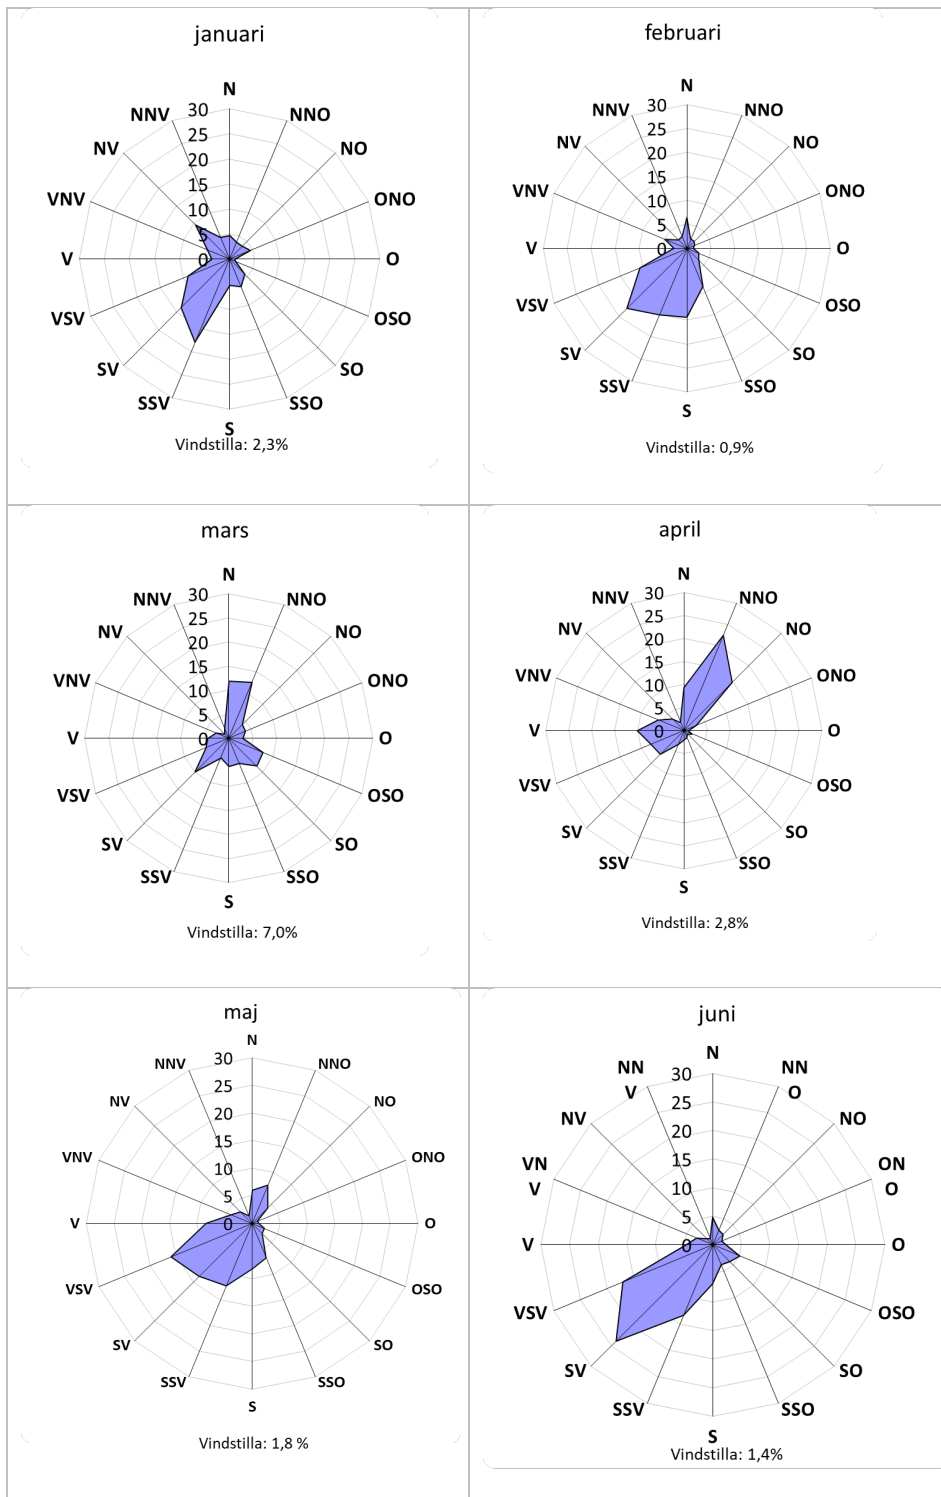 januari
N
NNV
30
NNO
25
NV
NO
20
15
VNV
ONO
10
5
V
0
O
VSV
OSO
SV
SO
SSV
SSO
S
Vindstilla: 2,3%
februari
N
NNV
30
NNO
25
NV
NO
20
15
VNV
ONO
10
5
V
0
O
VSV
OSO
SV
SO
SSV
SSO
S
Vindstilla: 0,9%
mars
N
NNV
30
NNO
25
NV
NO
20
15
VNV
ONO
10
5
V
0
O
VSV
OSO
SV
SO
SSV
SSO
S
Vindstilla: 7,0%
april
N
NNV
30
NNO
25
NV
NO
20
15
VNV
ONO
10
5
V
0
O
VSV
OSO
SV
SO
SSV
SSO
S
Vindstilla: 2,8%
maj
N
30
NNV
NNO
25
NV
NO
20
15
VNV
ONO
10
5
V
0
O
VSV
OSO
SV
SO
SSV
SSO
S
Vindstilla: 1,8 %
juni
N
NN
V
30
NN
O
25
NV
NO
20
15
VN
V
ON
O
10
5
V
0
O
VSV
OSO
SV
SO
SSV
SSO
S
Vindstilla: 1,4%